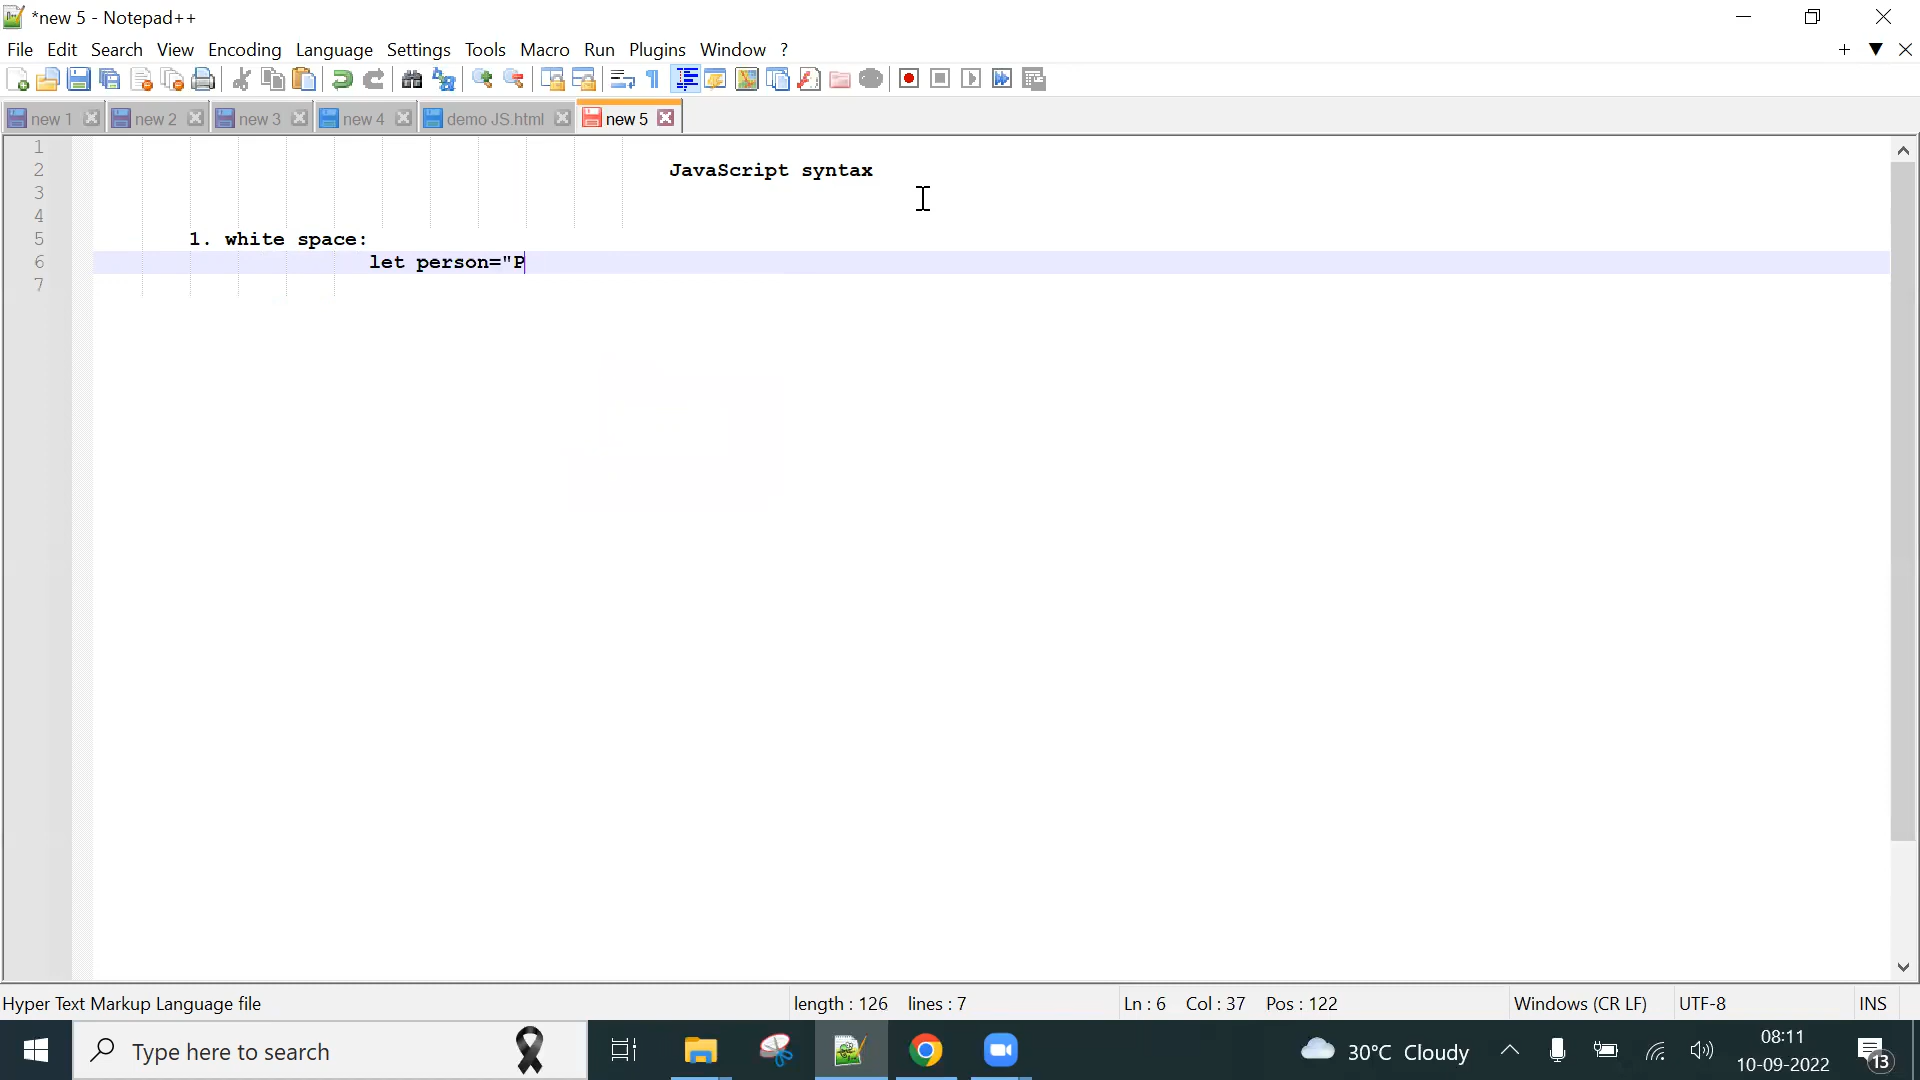 *new 5 - Notepad++
File Edit Search View Encoding Language Settings Tools Macro Run Plugins Window ?
new 1 new 2 new 3 new 4 demo JS.html new 5
1
2 JavaScript syntax
3
4
5 1. white space:
6 let person="P
7
Hyper Text Markup Language file length : 126 lines : 7 Ln : 6 Col : 37 Pos : 122 Windows (CR LF) UTF-8 INS
Type here to search 30°C Cloudy 08:11
10-09-2022 13